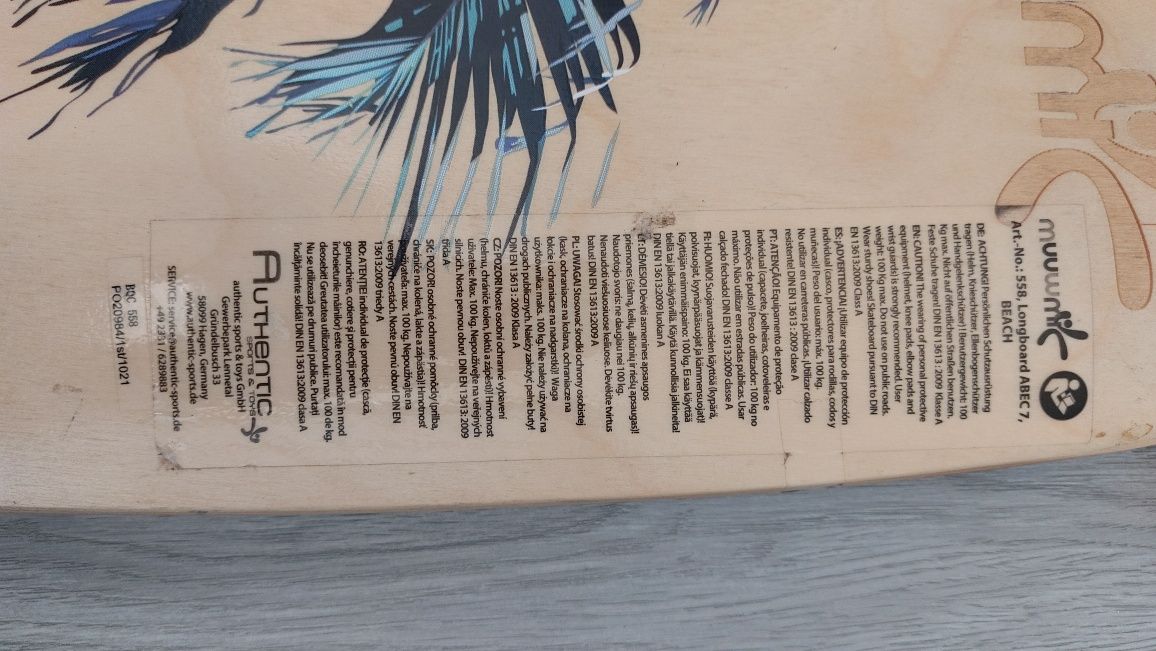 muuwmi
Art.-No.: 558, Longboard ABEC 7,
BEACH
DE: ACHTUNG! Persönlichen Schutzausrüstung
tragen (Helm, Knieschützer, Ellenbogenschützer
und Handgelenkschützer)! Benutzergewicht: 100
Kg max. Nicht auf öffentlichen Straßen benutzen.
Feste Schuhe tragen! DIN EN 13613 : 2009 Klasse A
EN: CAUTION! The wearing of personal protective
equipment (helmet, knee pads, elbow pads and
wrist guards) is strongly recommended. User
weight: 100 kg max. Do not use on public roads.
Wear sturdy shoes! Skateboard pursuant to DIN
EN 13613:2009 Class A
ES: ¡ADVERTENCIA! ¡Utilizar equipo de protección
individual (casco, protectores para rodillas, codos y
muñecas)! Peso del usuario: máx. 100 kg.
No utilizar en carreteras públicas. ¡Utilizar calzado
resistente! DIN EN 13613 : 2009 clase A
PT: ATENÇÃO! Equipamento de proteção
individual (capacete, joelheiras, cotoveleiras e
proteções de pulso)! Peso do utilizador: 100 kg no
máximo. Não utilizar em estradas públicas. Usar
calçado fechado! DIN EN 13613:2009 classe A
FI: HUOMIO! Suojavarusteiden käyttöä (kypärä,
polvisuojat, kyynärpääsuojat ja rannesuojat)!
Käyttäjän enimmäispaino: 100 kg. Ei saa käyttää
tiellä tai jalkakäytävillä. Käytä kunnollisia jalkineita!
DIN EN 13613:2009 luokan A
LT: DĖMESIO! Dėvėti asmenines apsaugos
priemones (šalmą, kelių, alkūnių ir riešų apsaugas)!
Naudotojo svoris: ne daugiau nei 100 kg.
Nenaudoti viešuosiuose keliuose. Dėvėkite tvirtus
batus! DIN EN 13613:2009 A
PL: UWAGA! Stosować środki ochrony osobistej
(kask, ochraniacze na kolana, ochraniacze na
łokcie i ochraniacze na nadgarstki)! Waga
użytkownika: maks. 100 kg. Nie należy używać na
drogach publicznych. Należy założyć pełne buty!
DIN EN 13613 : 2009 Klasa A
CZ: POZOR! Noste osobní ochranné vybavení
(helmu, chrániče kolen, loktů a zápěstí)! Hmotnost
uživatele: Max. 100 kg. Nepoužívejte na veřejných
silnicích. Noste pevnou obuv! DIN EN 13613: 2009
třída A
SK: POZOR! osobné ochranné pomôcky (prilba,
chrániče na kolená, lakte a zápästia)! Hmotnosť
používateľa: max. 100 kg. Nepoužívajte na
verejných cestách. Noste pevnú obuv! DIN EN
13613:2009 triedy A
RO: ATENȚIE individual de protecție (cască,
genunchiere, cotiere și protecții pentru
încheieturile mâinilor) este recomandată în mod
deosebit! Greutatea utilizatorului: max. 100 de kg.
Nu se utilizează pe drumuri publice. Purtați
încălțăminte solidă! DIN EN 13613:2009 clasa A
AUTHENTIC
SPORTS TOYS
authentic sports & toys GmbH
Gewerbepark Lennetal
Gründelbusch 33
58099 Hagen, Germany
www.authentic-sports.de
+49 2331 / 6289883
SERVICE: service@authentic-sports.de
BQC 558
PO20984/1st/1021